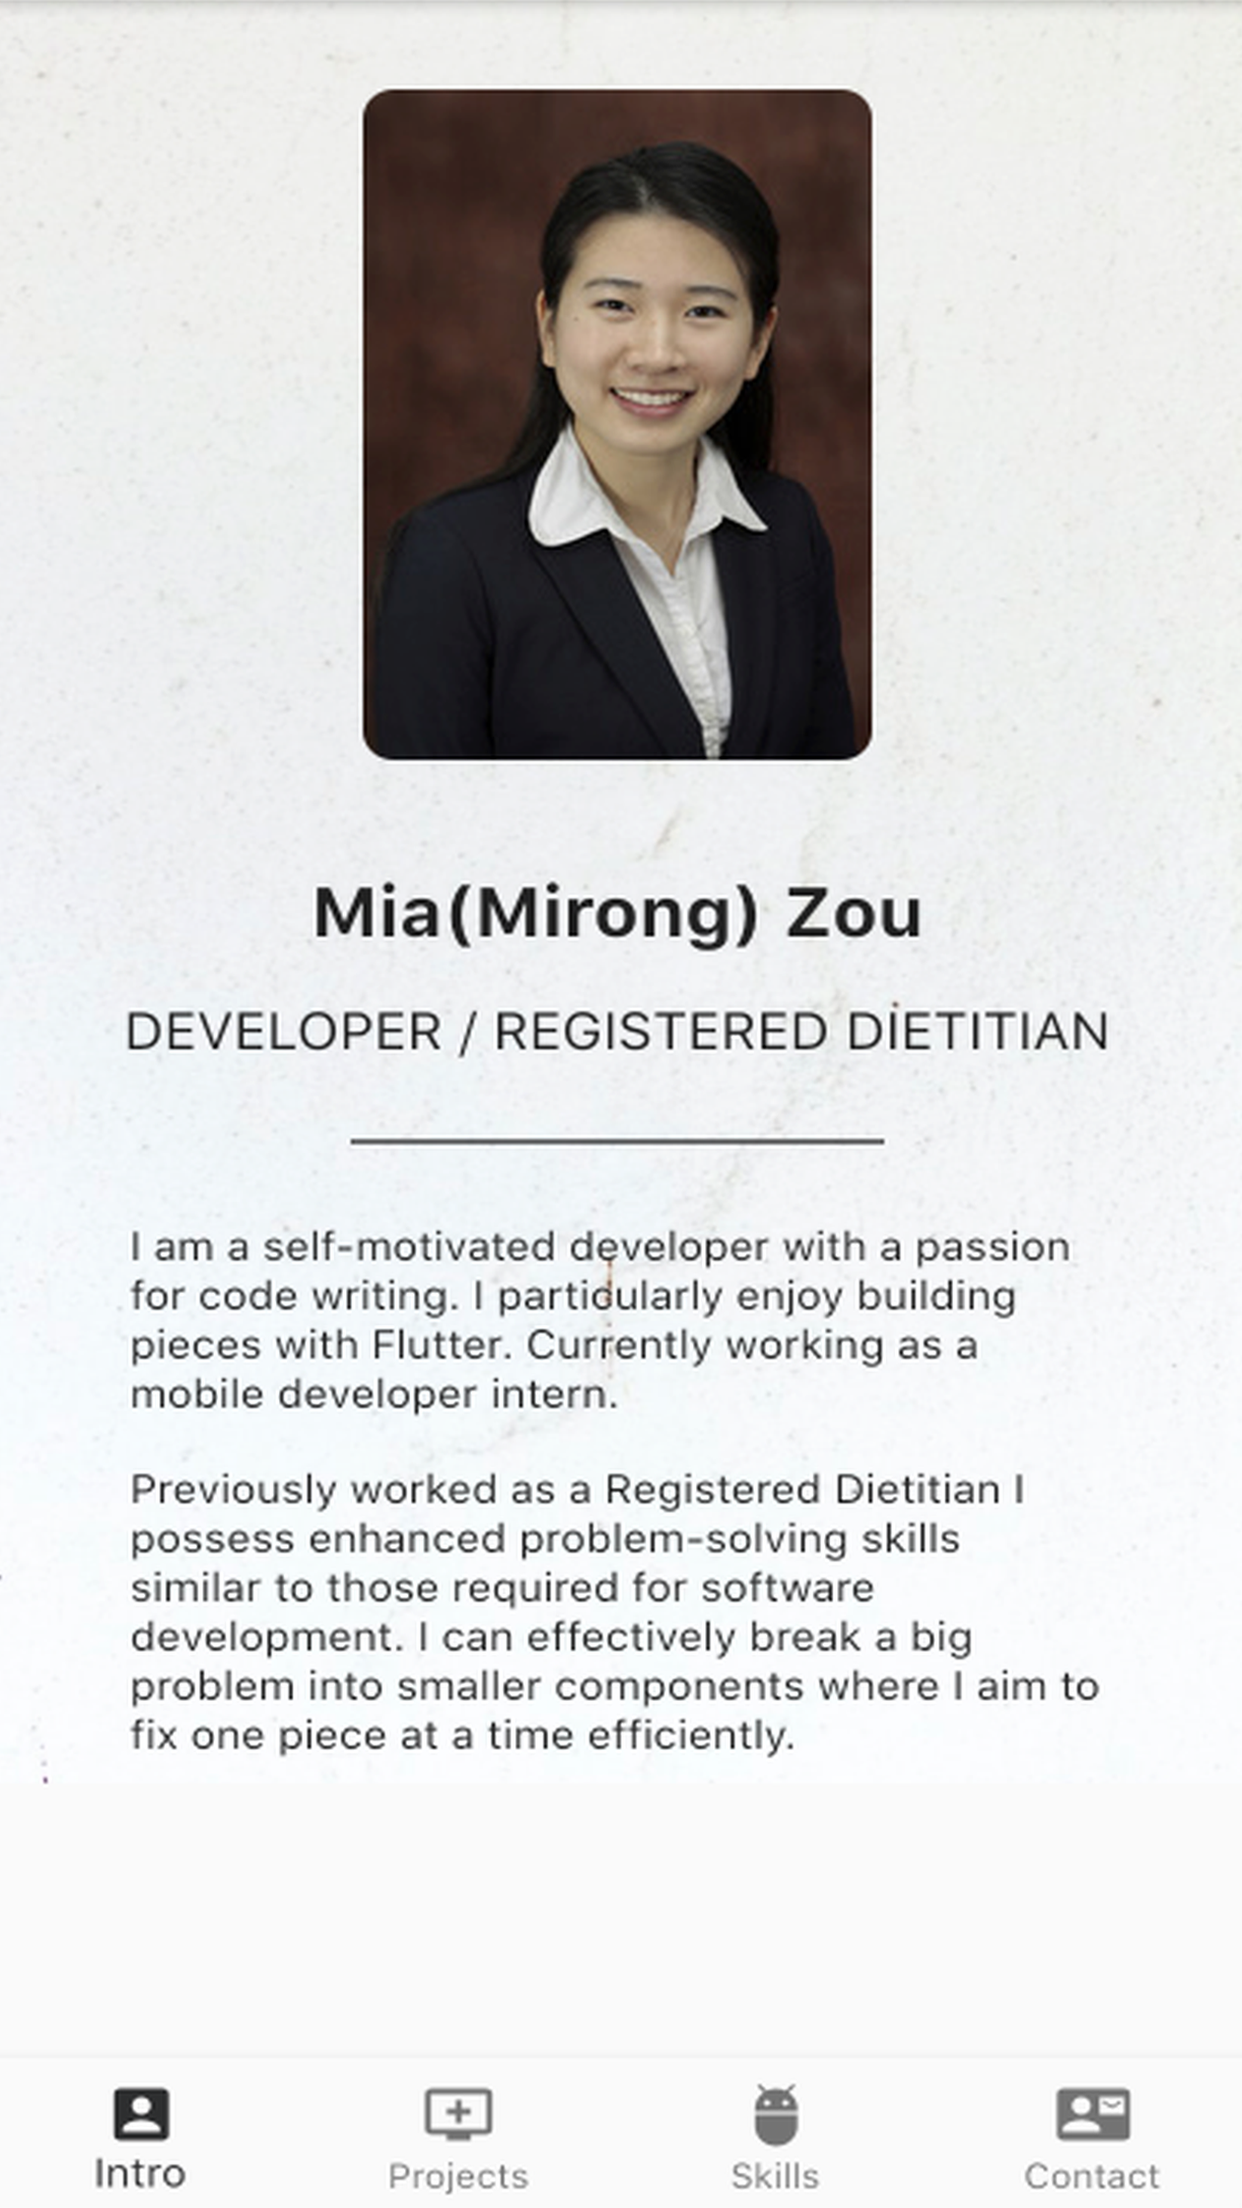 Mia(Mirong) Zou
DEVELOPER / REGISTERED DIETITIAN
I am a self-motivated developer with a passion
for code writing. I particularly enjoy building
pieces with Flutter. Currently working as a
mobile developer intern.
Previously worked as a Registered Dietitian I
possess enhanced problem-solving skills
similar to those required for software
development. I can effectively break a big
problem into smaller components where I aim to
fix one piece at a time efficiently.
Intro
Projects
Skills
Contact